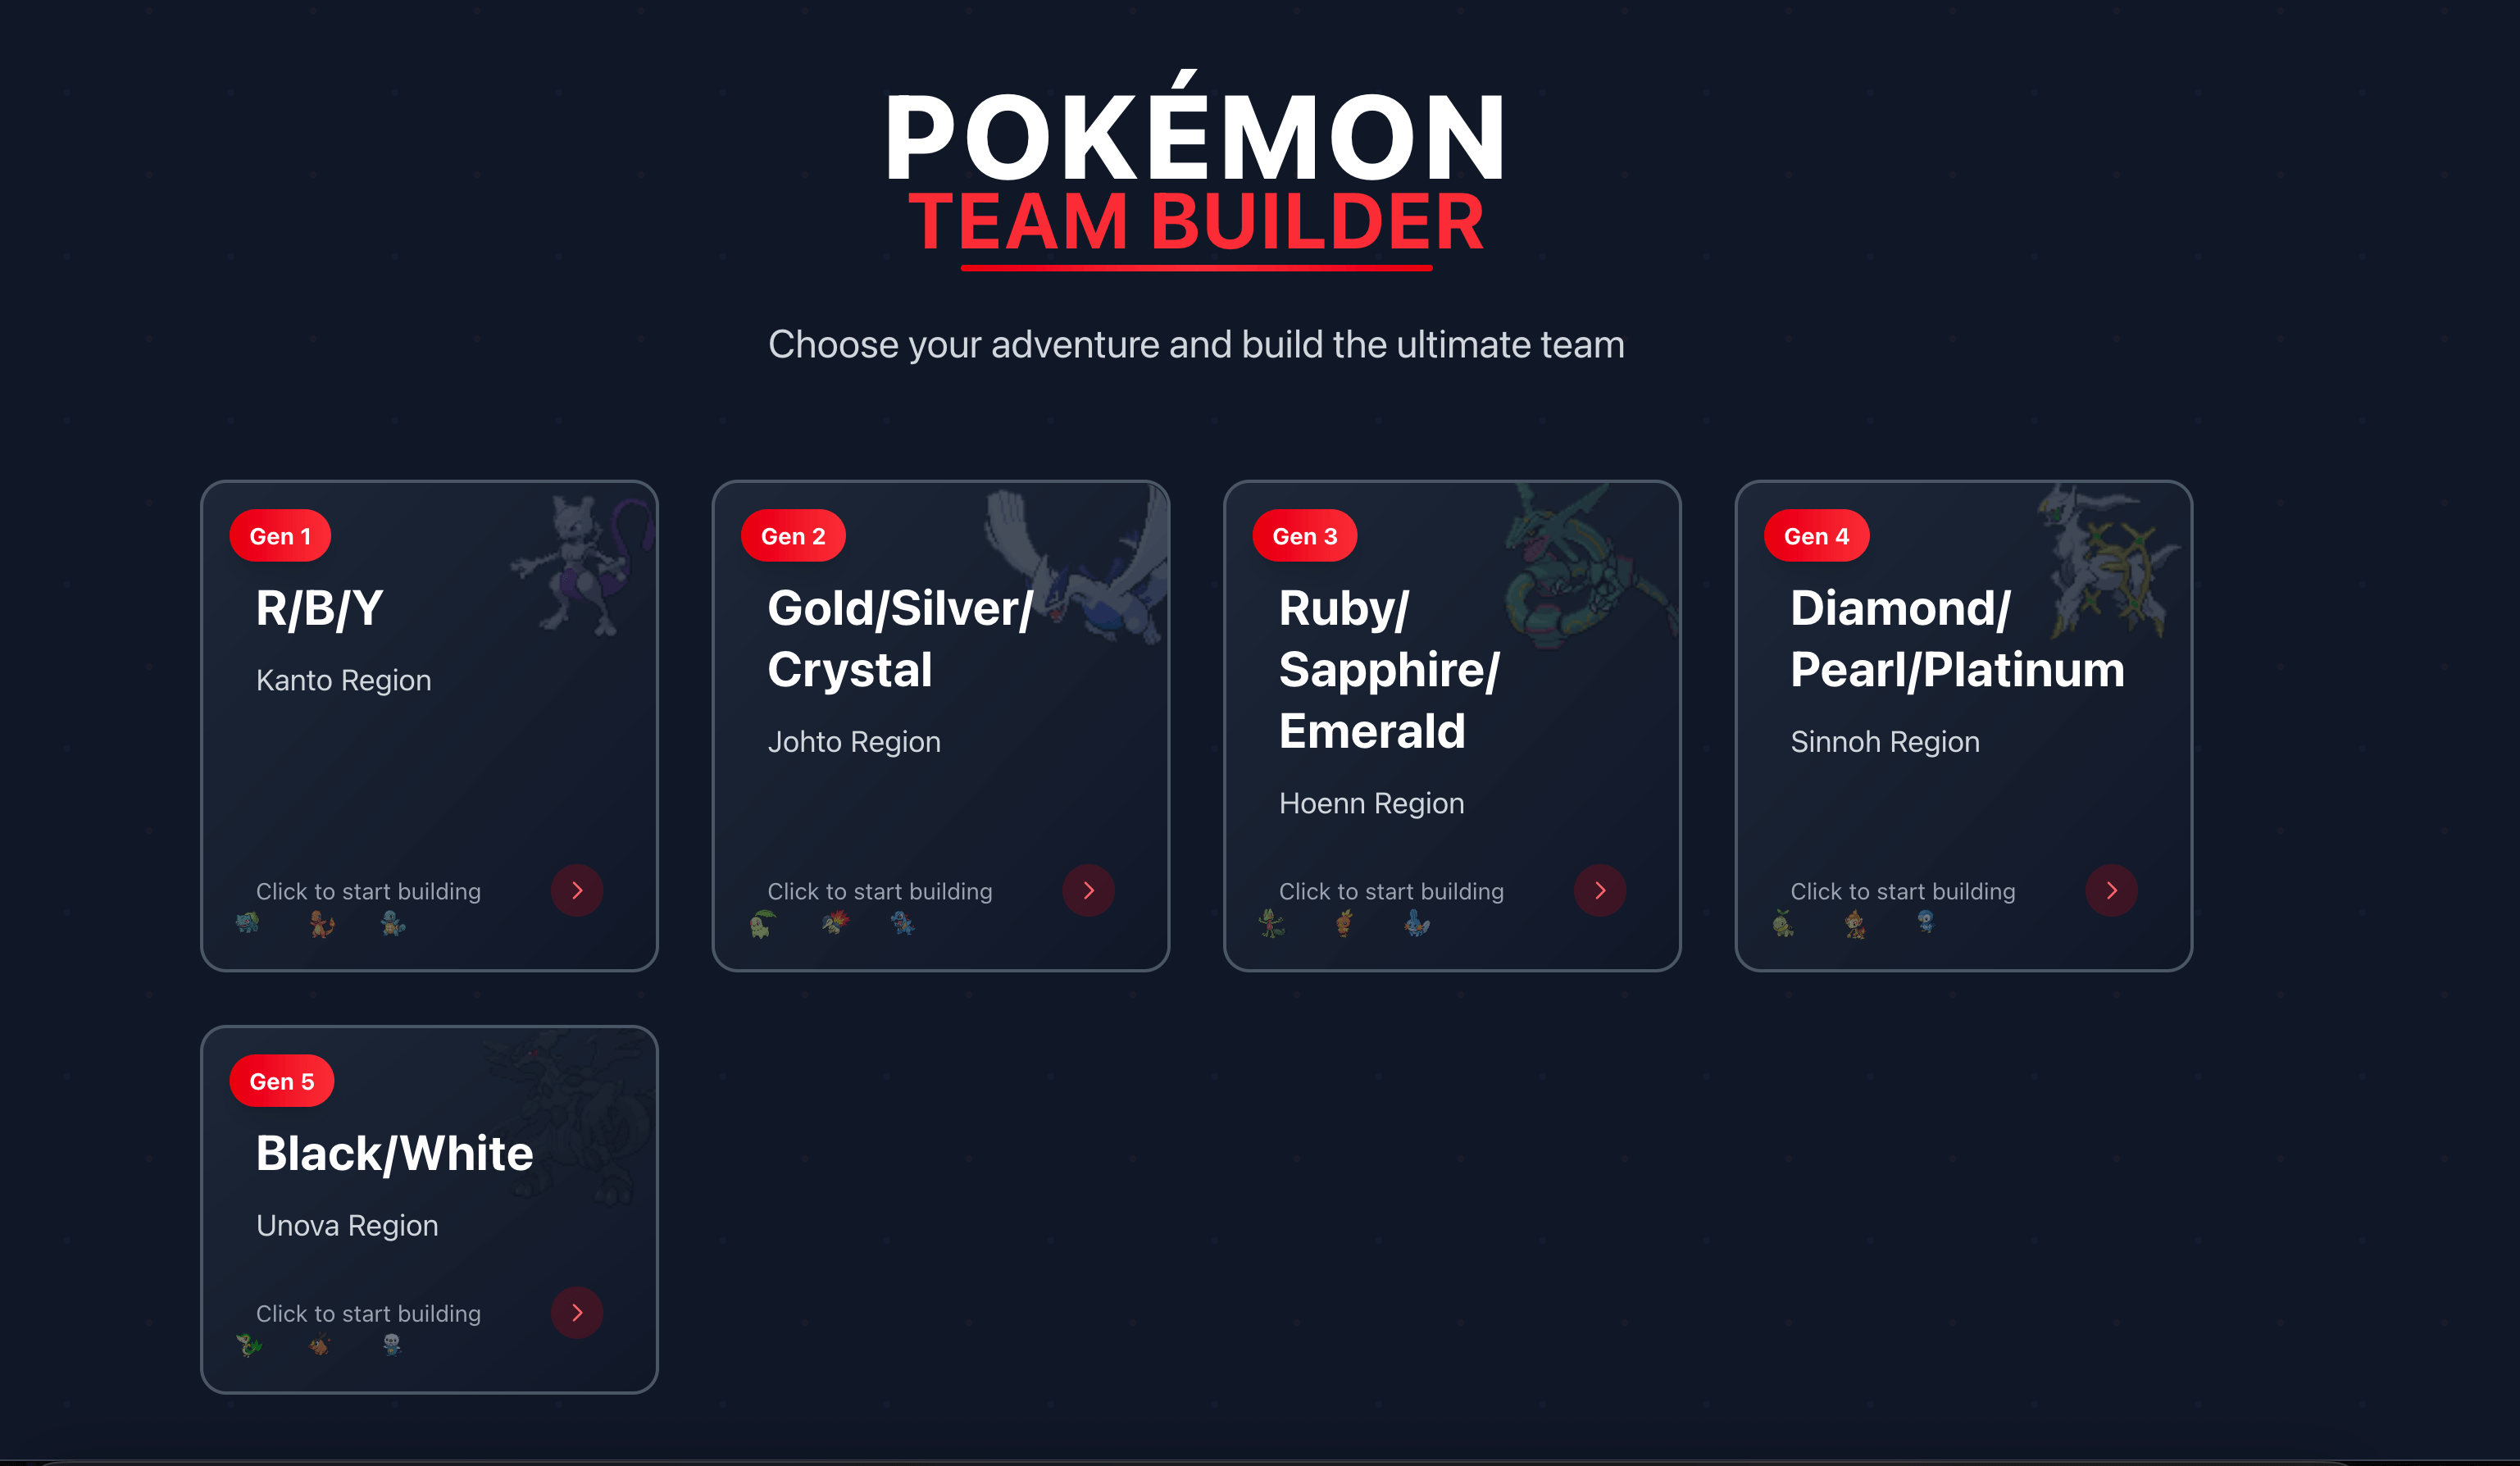 POKÉMON
TEAM BUILDER
Choose your adventure and build the ultimate team
Gen 1
R/B/Y
Kanto Region
Click to start building
Gen 2
Gold/Silver/
Crystal
Johto Region
Click to start building
Gen 3
Ruby/
Sapphire/
Emerald
Hoenn Region
Click to start building
Gen 4
Diamond/
Pearl/Platinum
Sinnoh Region
Click to start building
Gen 5
Black/White
Unova Region
Click to start building